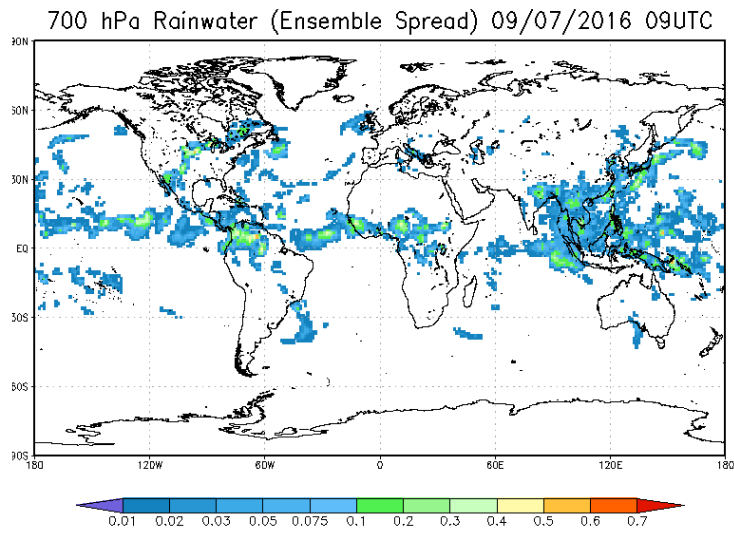 700 hPa Rainwater (Ensemble Spread) 09/07/2016 09UTC
90N
60N
30N
EQ
30S
60S
90S
180 120W 60W 0 60E 120E 180
0.01 0.02 0.03 0.05 0.075 0.1 0.2 0.3 0.4 0.5 0.6 0.7